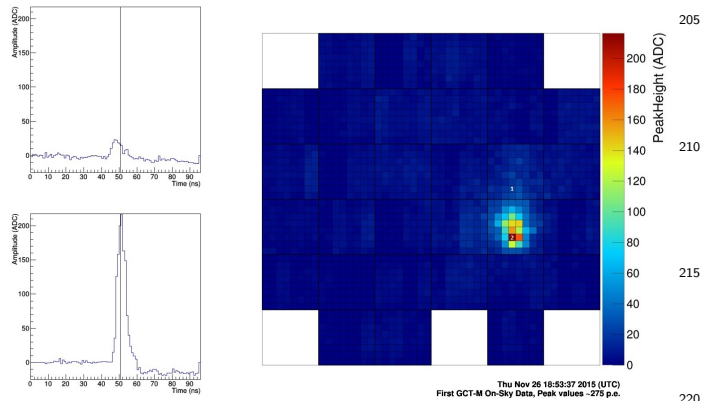 Amplitude (ADC)
200
150
100
50
0
0 10 20 30 40 50 60 70 80 90
Time (ns)
Amplitude (ADC)
200
150
100
50
0
0 10 20 30 40 50 60 70 80 90
Time (ns)
1
2
PeakHeight (ADC)
200
180
160
140
120
100
80
60
40
20
0
Thu Nov 26 18:53:37 2015 (UTC)
First GCT-M On-Sky Data, Peak values ~275 p.e.
205
210
215